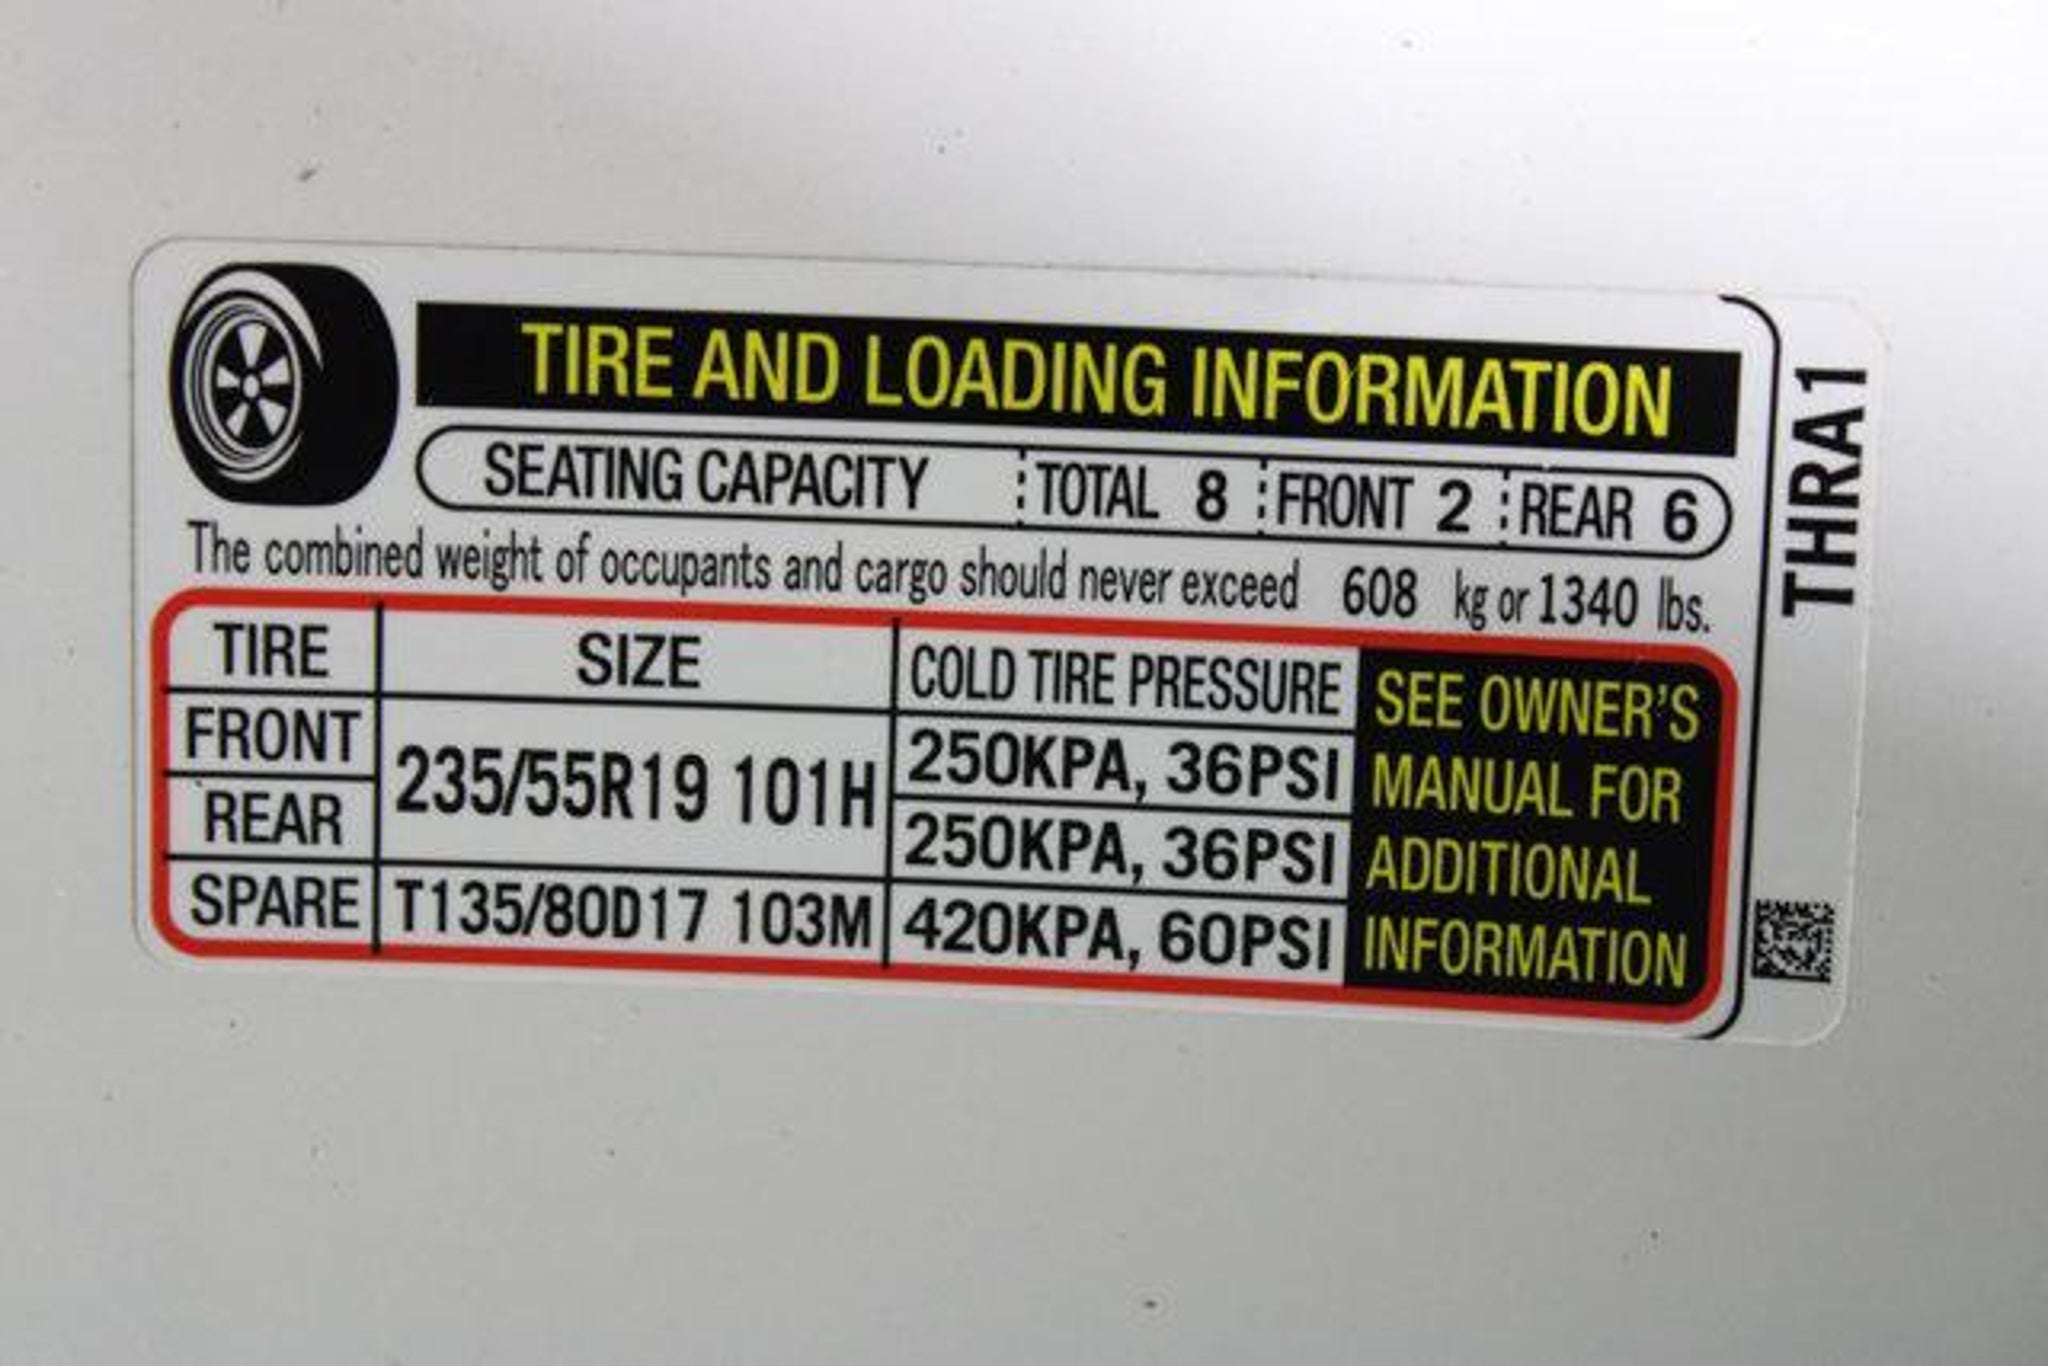 TIRE AND LOADING INFORMATION
SEATING CAPACITY TOTAL 8 FRONT 2 REAR 6
The combined weight of occupants and cargo should never exceed 608 kg or 1340 lbs.
TIRE SIZE COLD TIRE PRESSURE
FRONT 235/55R19 101H 250KPA, 36PSI
REAR 250KPA, 36PSI
SPARE T135/80D17 103M 420KPA, 60PSI
SEE OWNER'S
MANUAL FOR
ADDITIONAL
INFORMATION
THRA1